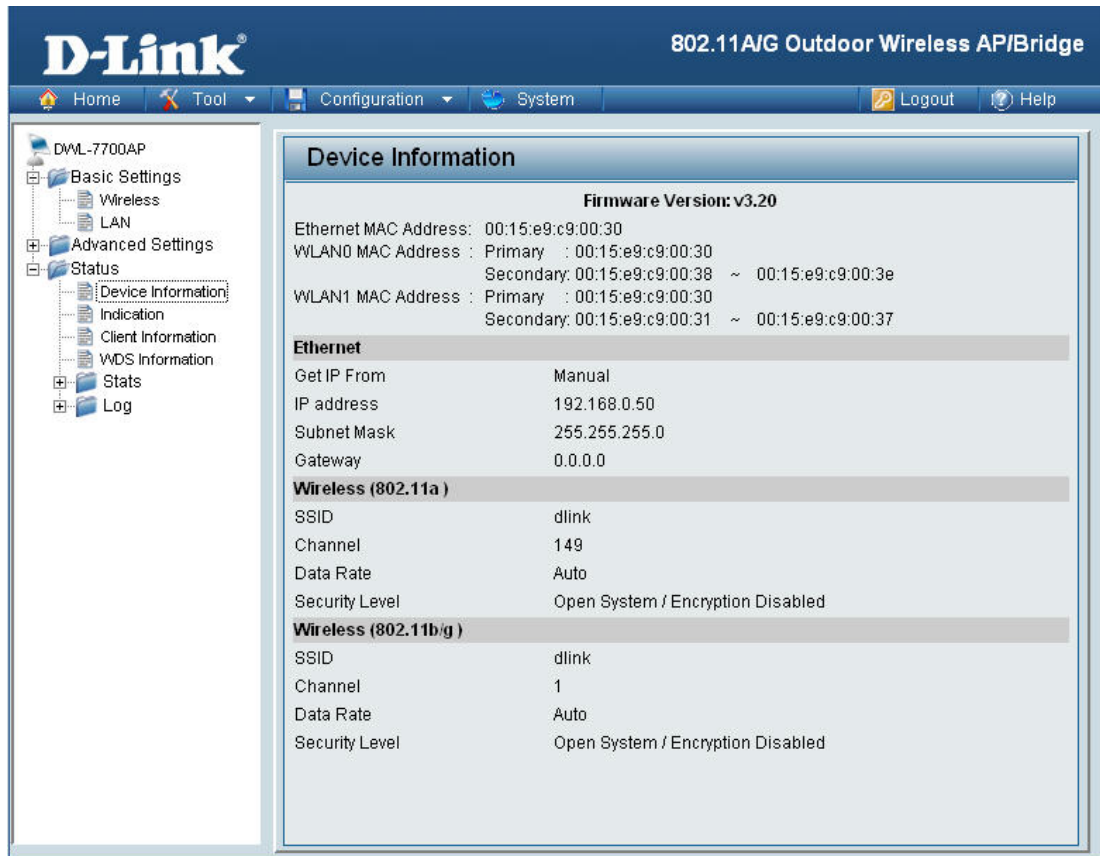 D-Link®
802.11A/G Outdoor Wireless AP/Bridge
Home Tool Configuration System Logout Help
DWL-7700AP
Basic Settings
Wireless
LAN
Advanced Settings
Status
Device Information
Indication
Client Information
WDS Information
Stats
Log
Device Information
Firmware Version: v3.20
Ethernet MAC Address: 00:15:e9:c9:00:30
WLAN0 MAC Address : Primary : 00:15:e9:c9:00:30
Secondary: 00:15:e9:c9:00:38 ~ 00:15:e9:c9:00:3e
WLAN1 MAC Address : Primary : 00:15:e9:c9:00:30
Secondary: 00:15:e9:c9:00:31 ~ 00:15:e9:c9:00:37
Ethernet
Get IP From Manual
IP address 192.168.0.50
Subnet Mask 255.255.255.0
Gateway 0.0.0.0
Wireless (802.11a )
SSID dlink
Channel 149
Data Rate Auto
Security Level Open System / Encryption Disabled
Wireless (802.11b/g )
SSID dlink
Channel 1
Data Rate Auto
Security Level Open System / Encryption Disabled